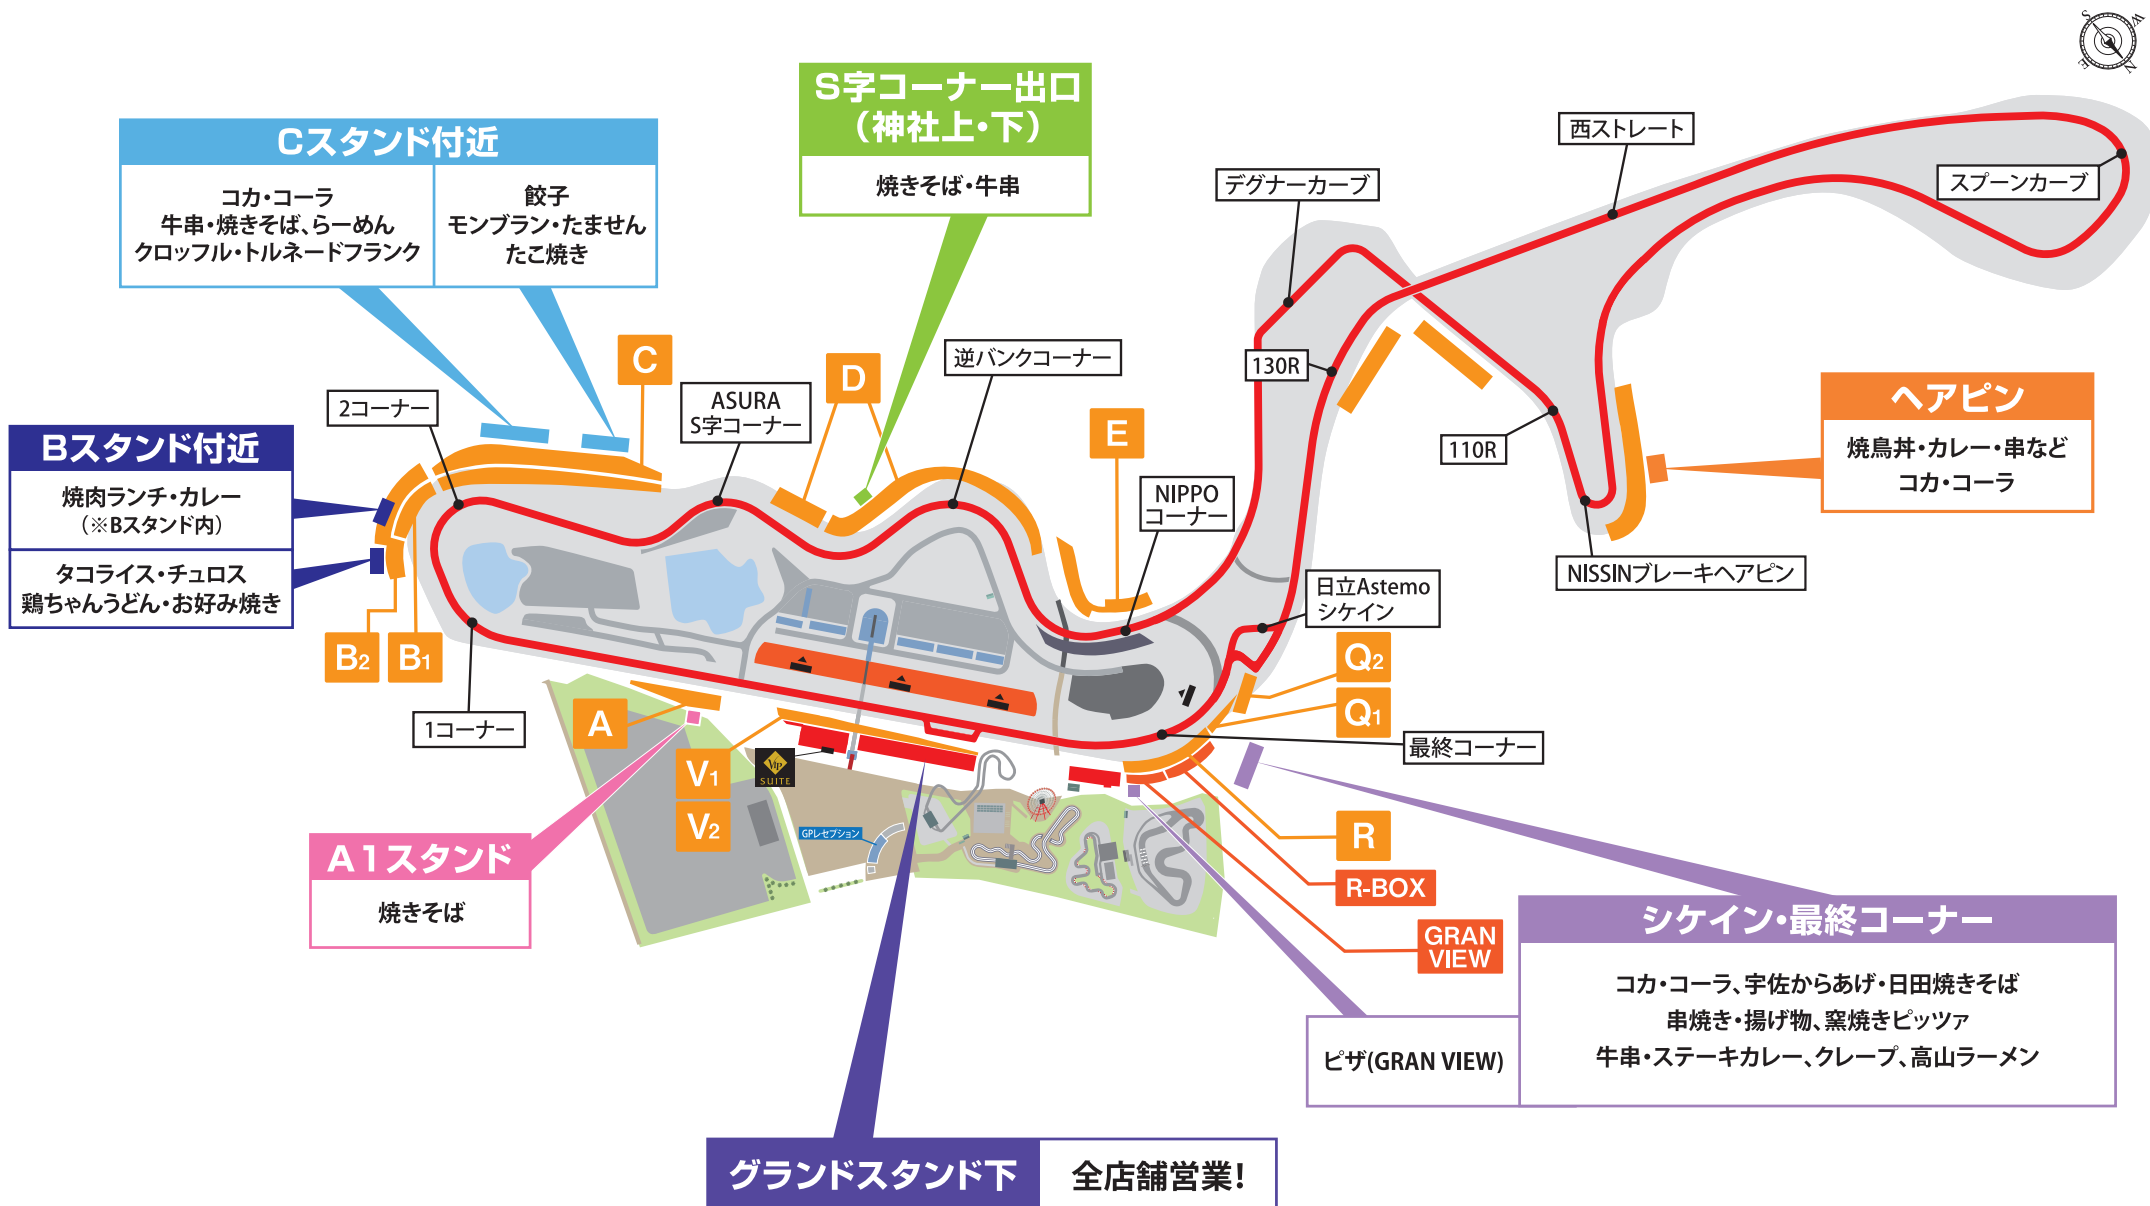 S
W
E
N
S字コーナー出口
（神社上・下）
焼きそば・牛串
Cスタンド付近
コカ・コーラ
牛串・焼きそば、らーめん
クロッフル・トルネードフランク
餃子
モンブラン・たません
たこ焼き
西ストレート
デグナーカーブ
スプーンカーブ
C
D
逆バンクコーナー
130R
2コーナー
ASURA
S字コーナー
E
110R
ヘアピン
焼鳥丼・カレー・串など
コカ・コーラ
Bスタンド付近
焼肉ランチ・カレー
（※Bスタンド内）
タコライス・チュロス
鶏ちゃんうどん・お好み焼き
NIPPO
コーナー
NISSINブレーキヘアピン
日立Astemo
シケイン
B2
B1
Q2
Q1
1コーナー
A
最終コーナー
V1
V2
VIP
SUITE
GPレセプション
R
R-BOX
GRAN
VIEW
A1スタンド
焼きそば
シケイン・最終コーナー
コカ・コーラ、宇佐からあげ・日田焼きそば
串焼き・揚げ物、窯焼きピッツァ
牛串・ステーキカレー、クレープ、高山ラーメン
ピザ(GRAN VIEW)
グランドスタンド下
全店舗営業!